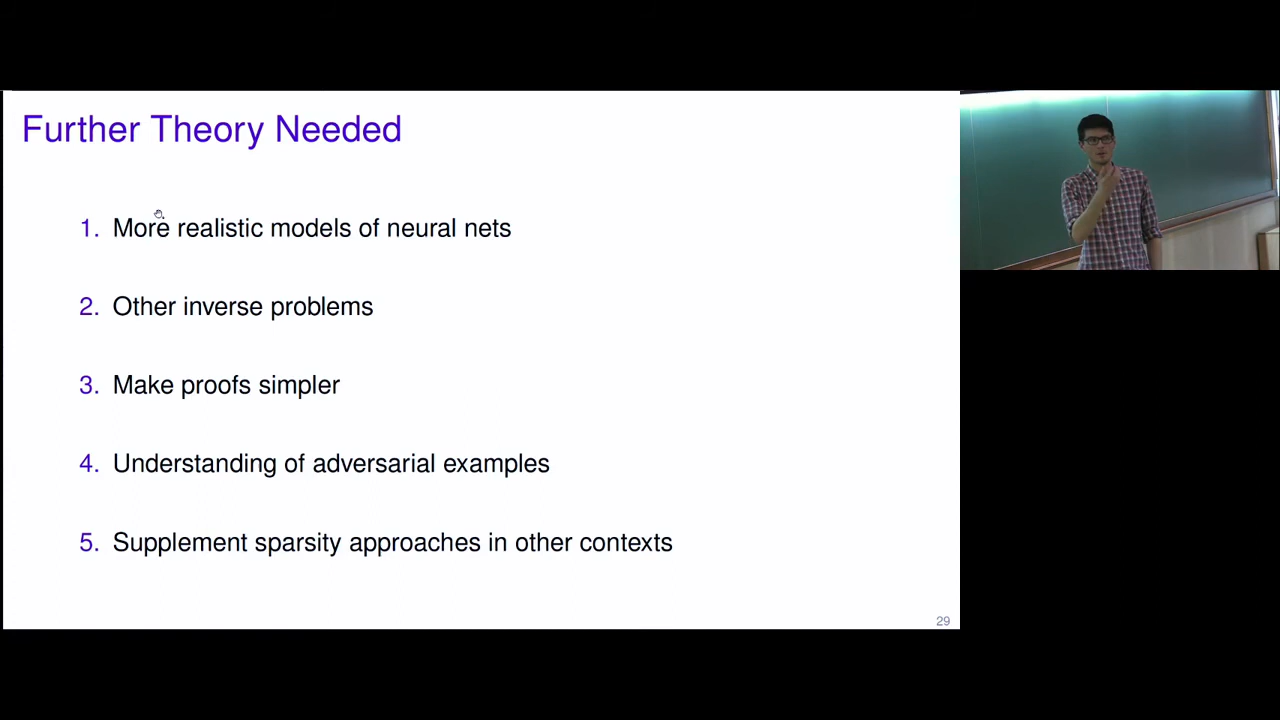 Further Theory Needed
1. More realistic models of neural nets
2. Other inverse problems
3. Make proofs simpler
4. Understanding of adversarial examples
5. Supplement sparsity approaches in other contexts
29